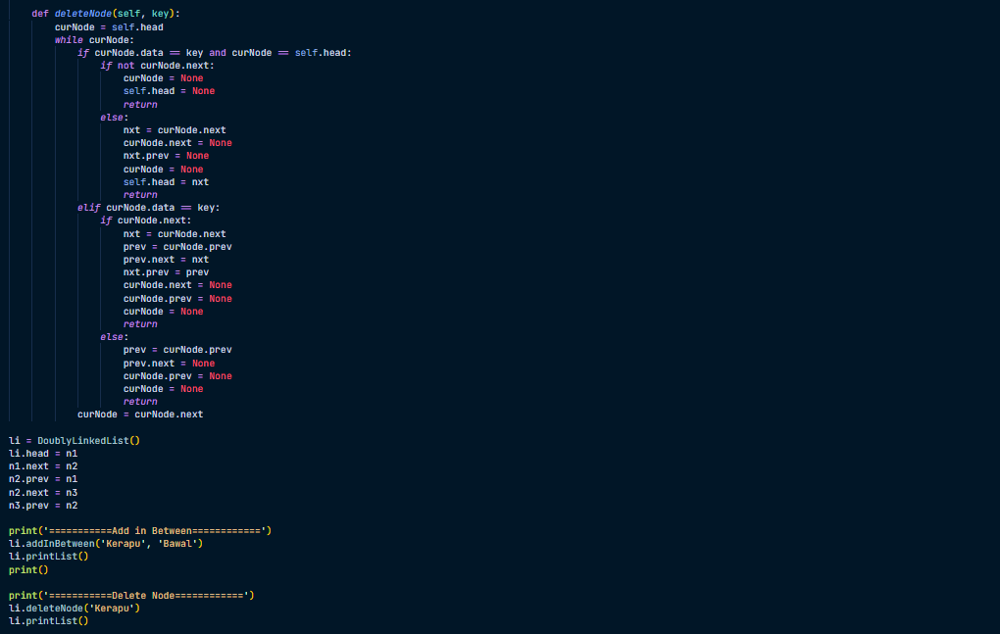 def deleteNode(self, key):
curNode = self.head
while curNode:
if curNode.data == key and curNode == self.head:
if not curNode.next:
curNode = None
self.head = None
return
else:
nxt = curNode.next
curNode.next = None
nxt.prev = None
curNode = None
self.head = nxt
return
elif curNode.data == key:
if curNode.next:
nxt = curNode.next
prev = curNode.prev
prev.next = nxt
nxt.prev = prev
curNode.next = None
curNode.prev = None
curNode = None
return
else:
prev = curNode.prev
prev.next = None
curNode.prev = None
curNode = None
return
curNode = curNode.next
li = DoublyLinkedList()
li.head = n1
n1.next = n2
n2.prev = n1
n2.next = n3
n3.prev = n2
print('===========Add in Between============')
li.addInBetween('Kerapu', 'Bawal')
li.printList()
print()
print('===========Delete Node============')
li.deleteNode('Kerapu')
li.printList()